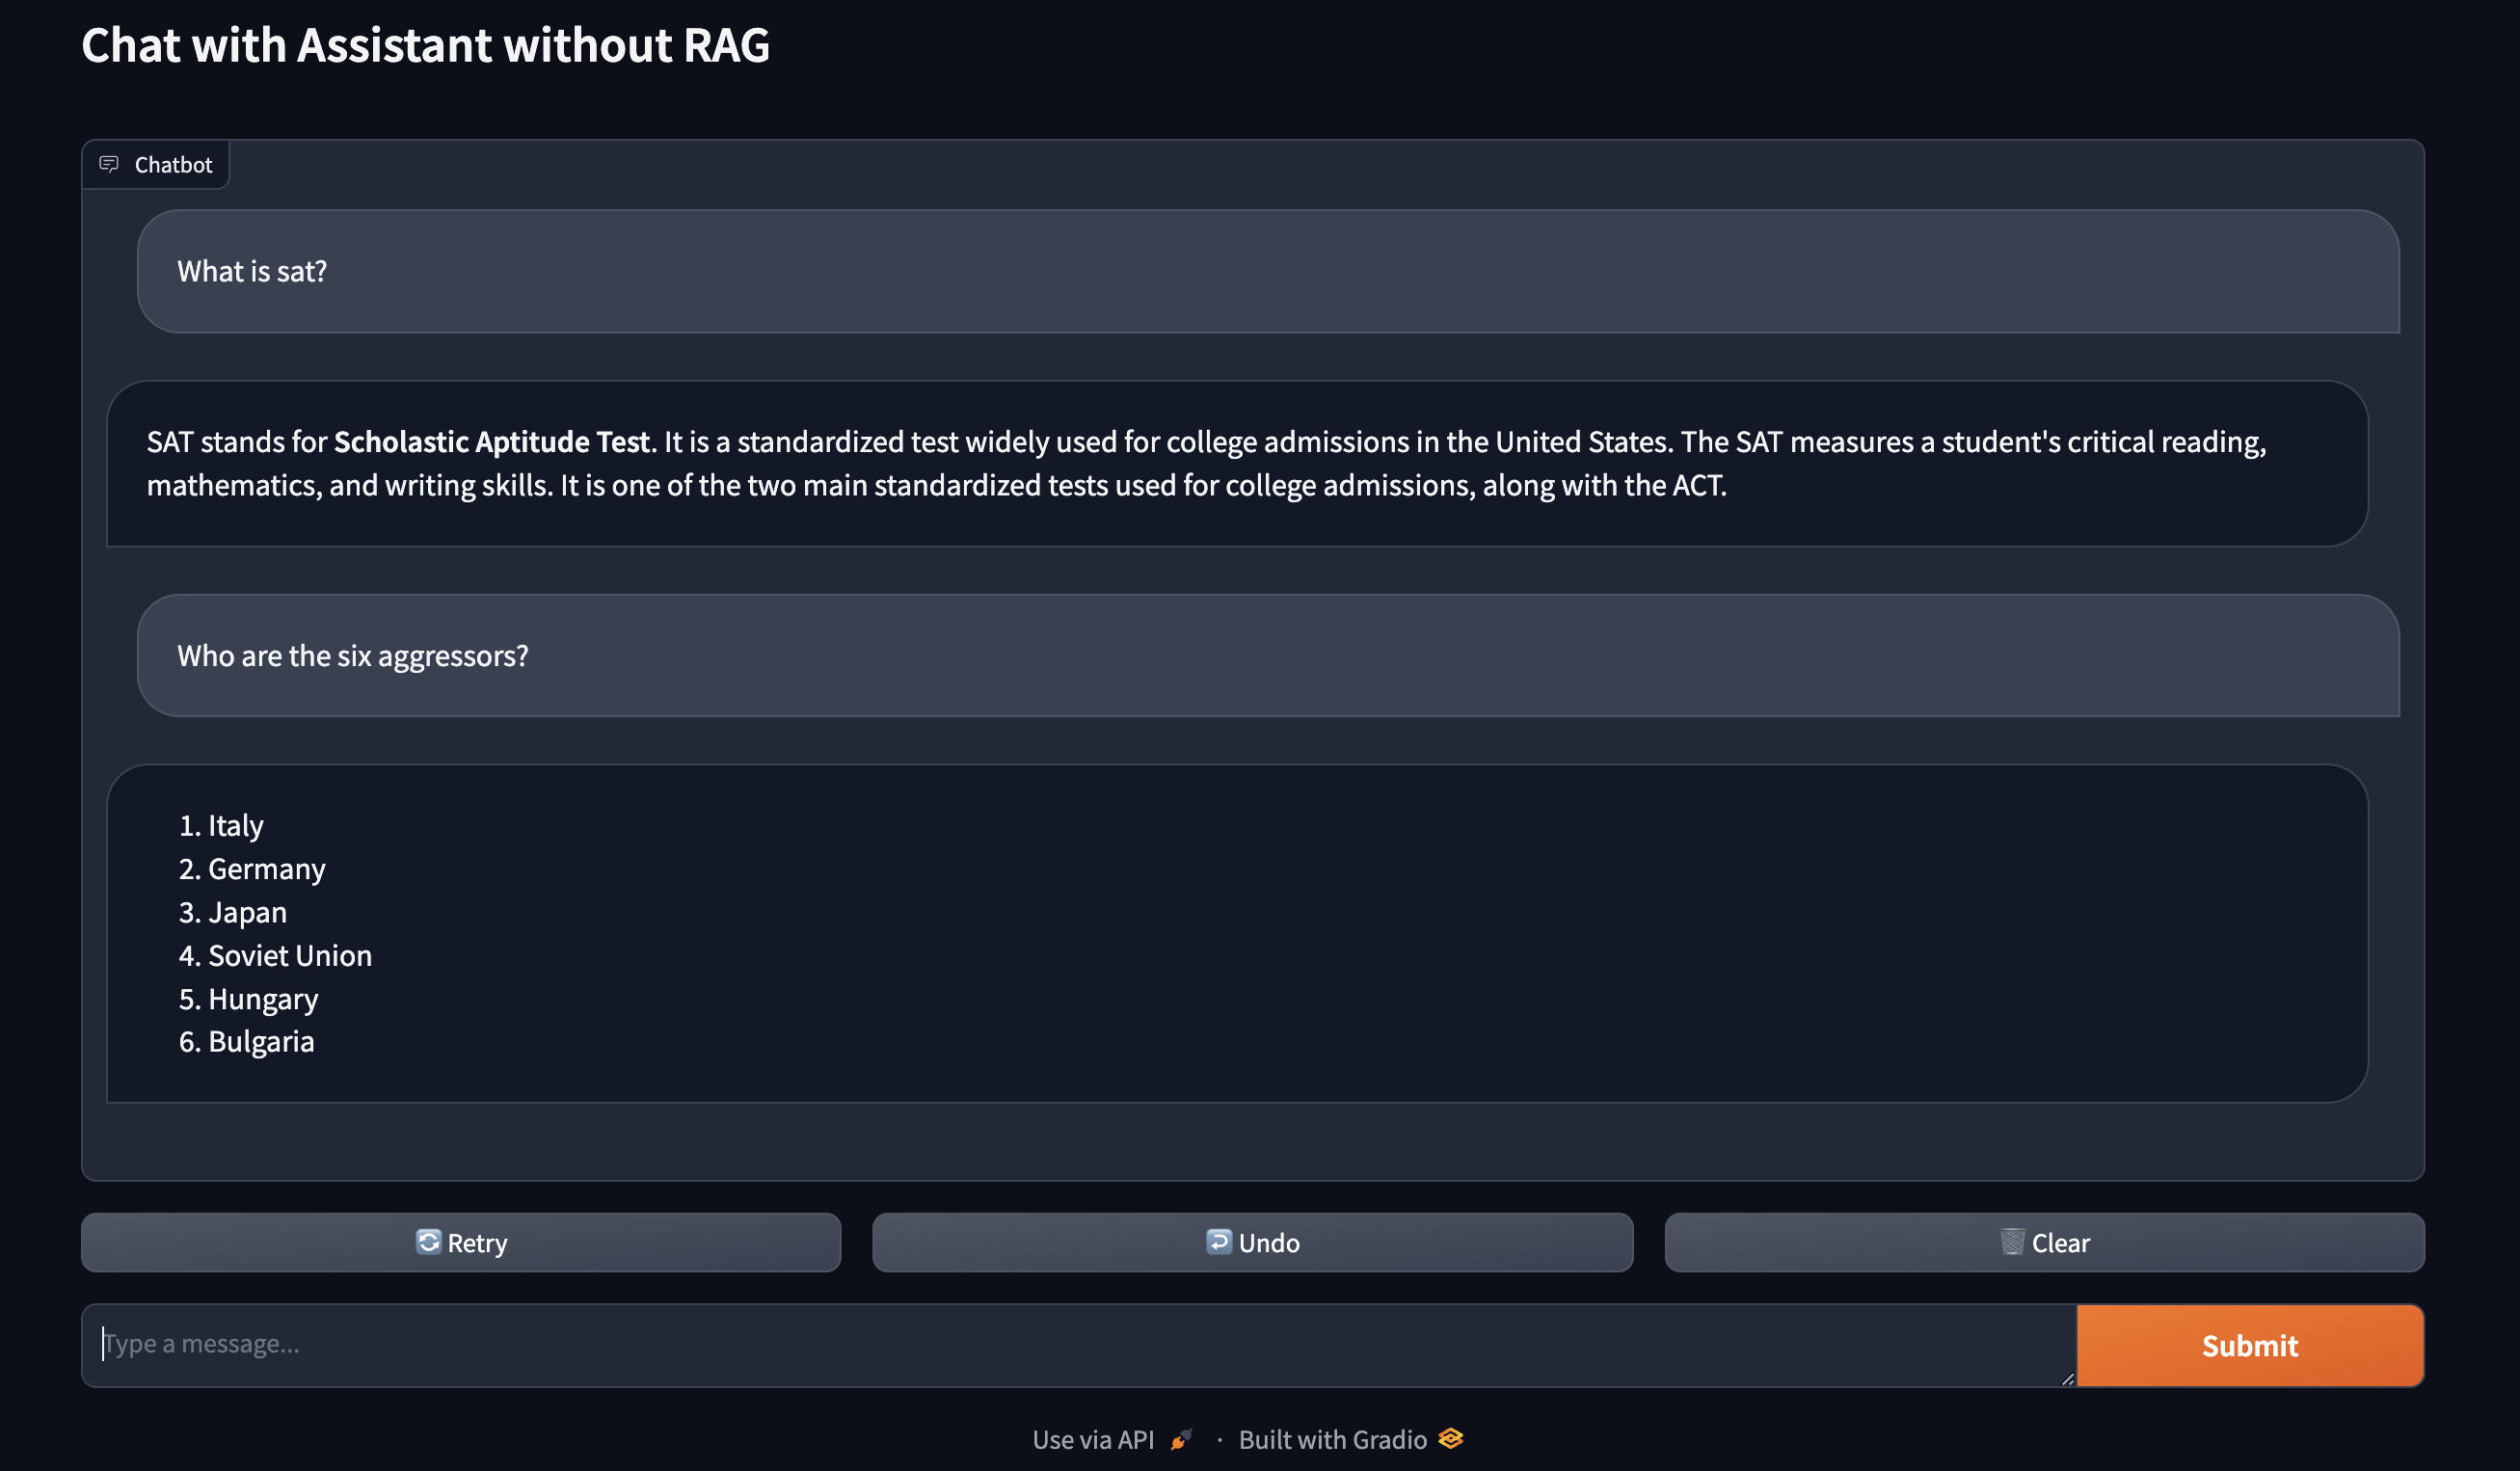 Chat with Assistant without RAG
Chatbot
What is sat?
SAT stands for Scholastic Aptitude Test. It is a standardized test widely used for college admissions in the United States. The SAT measures a student's critical reading,
mathematics, and writing skills. It is one of the two main standardized tests used for college admissions, along with the ACT.
Who are the six aggressors?
1. Italy
2. Germany
3. Japan
4. Soviet Union
5. Hungary
6. Bulgaria
Retry
Undo
Clear
Type a message...
Submit
Use via API · Built with Gradio